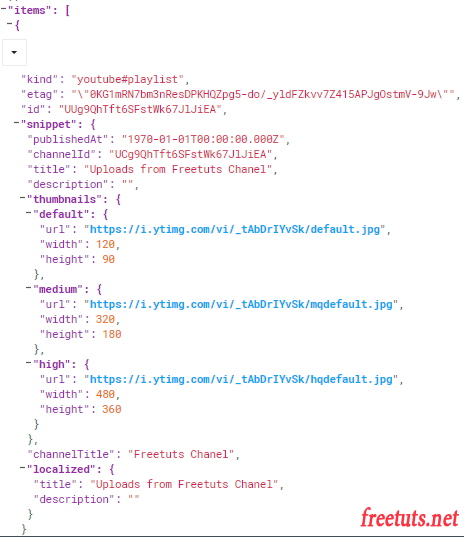 "items": [
{
"kind": "youtube#playlist",
"etag": "\"0KG1mRN7bm3nResDPKHQZpg5-do/_yldFZkvv7Z415APJgOstmV-9Jw\"",
"id": "UUg9QhTft6SFstWk67JlJiEA",
"snippet": {
"publishedAt": "1970-01-01T00:00:00.000Z",
"channelId": "UCg9QhTft6SFstWk67JlJiEA",
"title": "Uploads from Freetuts Chanel",
"description": "",
"thumbnails": {
"default": {
"url": "https://i.ytimg.com/vi/_tAbDrIYvSk/default.jpg",
"width": 120,
"height": 90
},
"medium": {
"url": "https://i.ytimg.com/vi/_tAbDrIYvSk/mqdefault.jpg",
"width": 320,
"height": 180
},
"high": {
"url": "https://i.ytimg.com/vi/_tAbDrIYvSk/hqdefault.jpg",
"width": 480,
"height": 360
}
},
"channelTitle": "Freetuts Chanel",
"localized": {
"title": "Uploads from Freetuts Chanel",
"description": ""
}
}
freetuts.net